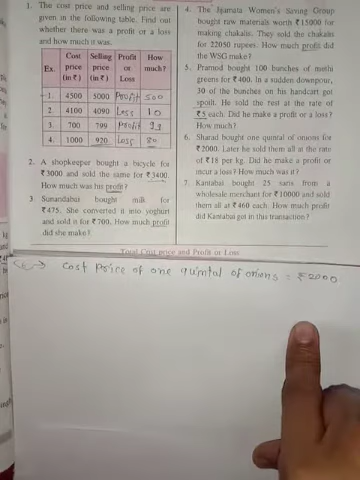 1. The cost price and selling price are
given in the following table. Find out
whether there was a profit or a loss
and how much it was.
Ex. Cost price (in ₹) Selling price (in ₹) Profit or Loss How much?
1. 4500 5000 Profit 500
2. 4100 4090 Loss 10
3. 700 799 Profit 99
4. 1000 920 Loss 80
2. A shopkeeper bought a bicycle for
₹3000 and sold the same for ₹3400.
How much was his profit?
3. Sunandabai bought milk for
₹475. She converted it into yoghurt
and sold it for ₹700. How much profit
did she make?
4. The Jijamata Women's Saving Group
bought raw materials worth ₹15000 for
making chakalis. They sold the chakalis
for 22050 rupees. How much profit did
the WSG make?
5. Pramod bought 100 bunches of methi
greens for ₹400. In a sudden downpour,
30 of the bunches on his handcart got
spoilt. He sold the rest at the rate of
₹5 each. Did he make a profit or a loss?
How much?
6. Sharad bought one quintal of onions for
₹2000. Later he sold them all at the rate
of ₹18 per kg. Did he make a profit or
incur a loss? How much was it?
7. Kantabai bought 25 saris from a
wholesale merchant for ₹10000 and sold
them all at ₹460 each. How much profit
did Kantabai get in this transaction?
Total Cost price and Profit or Loss
6 → Cost price of one quintal of onions = ₹2000